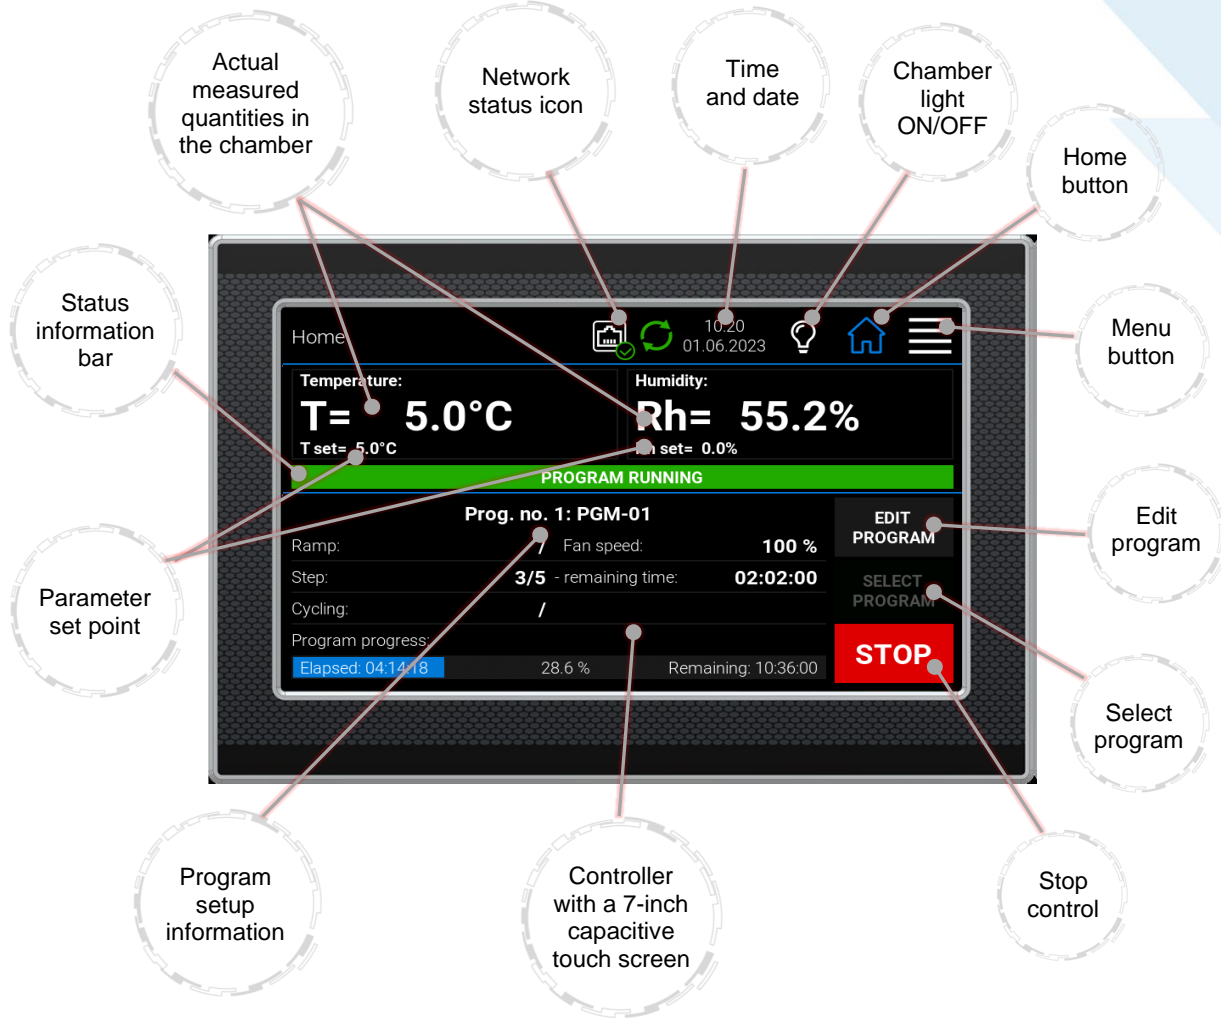 Actual
measured
quantities in
the chamber
Network
status icon
Time
and date
Chamber
light
ON/OFF
Home
button
Status
information
bar
Menu
button
Home
10:20
01.06.2023
Temperature:
T= 5.0°C
T set= 5.0°C
Humidity:
Rh= 55.2%
Rh set= 0.0%
PROGRAM RUNNING
Prog. no. 1: PGM-01
Ramp: / Fan speed: 100 %
Step: 3/5 - remaining time: 02:02:00
Cycling: /
Program progress:
Elapsed: 04:14:18 28.6 % Remaining: 10:36:00
EDIT
PROGRAM
SELECT
PROGRAM
STOP
Edit
program
Parameter
set point
Select
program
Program
setup
information
Controller
with a 7-inch
capacitive
touch screen
Stop
control